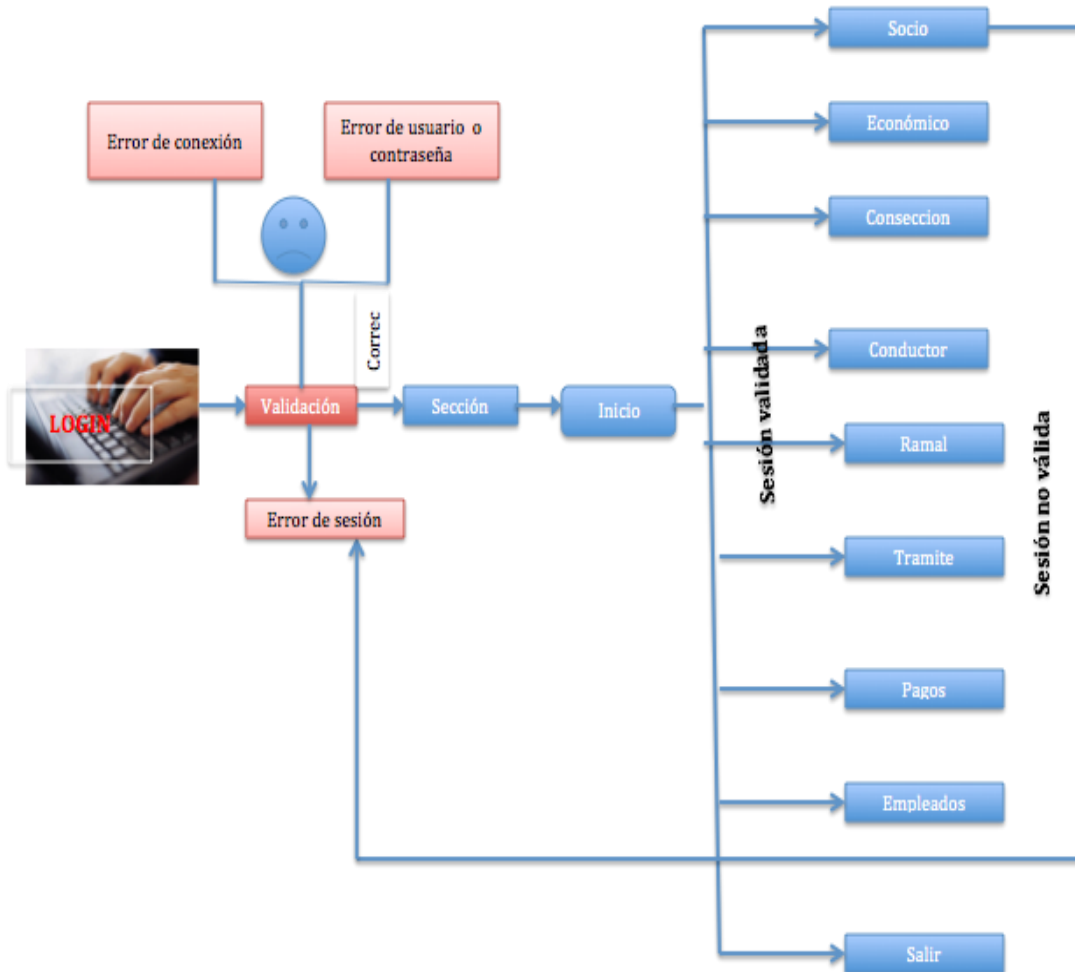 Socio
Error de conexión
Error de usuario o
contraseña
Económico
Conseccion
Correc
Sesión validada
Conductor
LOGIN
Validación
Sección
Inicio
Ramal
Sesión no válida
Error de sesión
Tramite
Pagos
Empleados
Salir